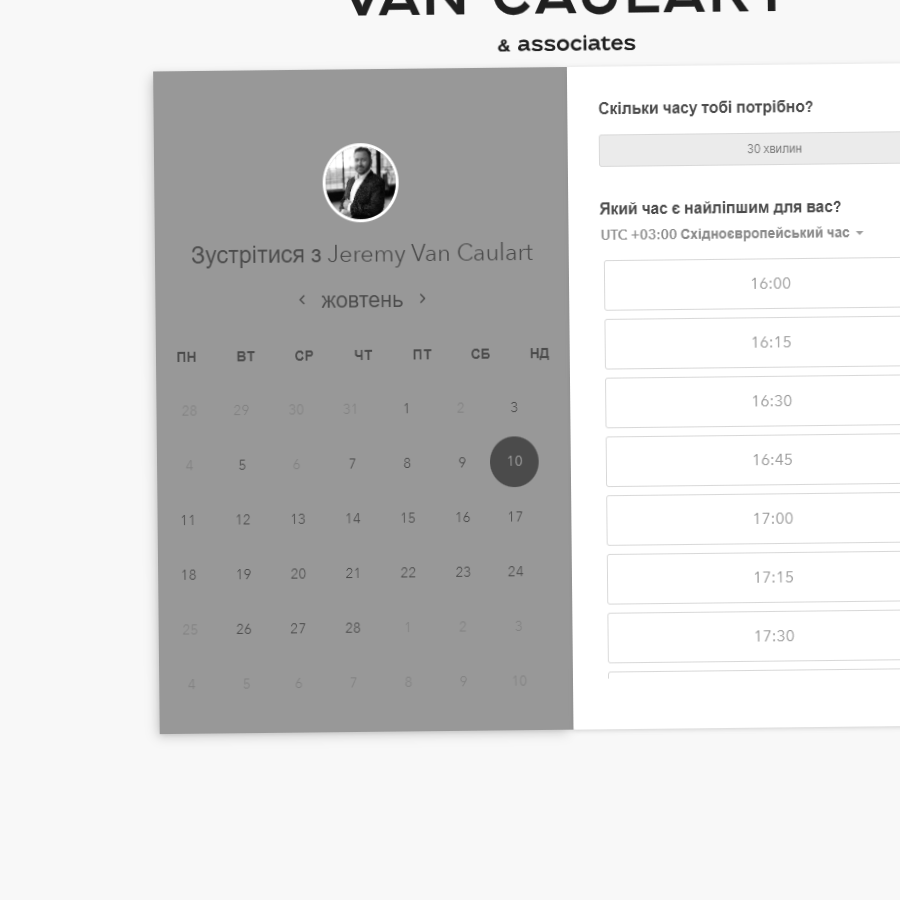 VAN CAULART
& associates
Зустрітися з Jeremy Van Caulart
жовтень
ПН ВТ СР ЧТ ПТ СБ НД
28 29 30 31 1 2 3
4 5 6 7 8 9 10
11 12 13 14 15 16 17
18 19 20 21 22 23 24
25 26 27 28 1 2 3
4 5 6 7 8 9 10
Скільки часу тобі потрібно?
30 хвилин
Який час є найліпшим для вас?
UTC +03:00 Східноєвропейський час
16:00
16:15
16:30
16:45
17:00
17:15
17:30